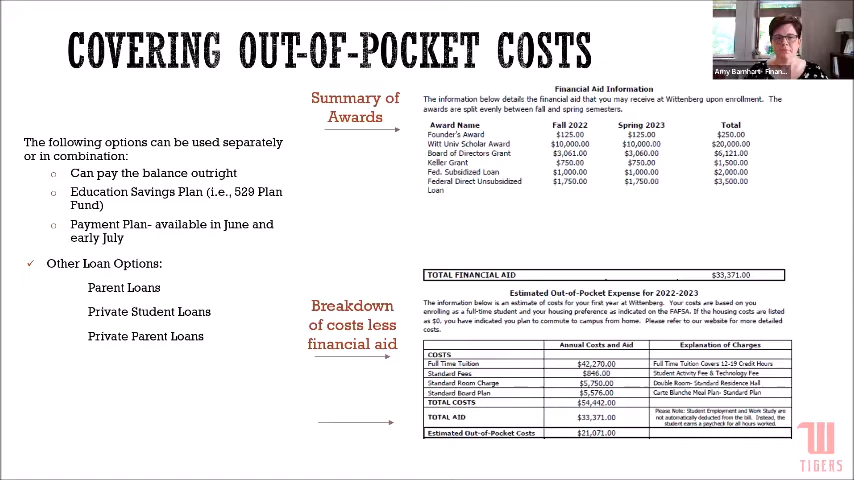 COVERING OUT-OF-POCKET COSTS
Amy Barnhart- Finan...
The following options can be used separately
or in combination:
o Can pay the balance outright
o Education Savings Plan (i.e., 529 Plan
Fund)
o Payment Plan- available in June and
early July
✓ Other Loan Options:
Parent Loans
Private Student Loans
Private Parent Loans
Summary of
Awards
Financial Aid Information
The information below details the financial aid that you may receive at Wittenberg upon enrollment. The
awards are split evenly between fall and spring semesters.
Award Name Fall 2022 Spring 2023 Total
Founder's Award $125.00 $125.00 $250.00
Witt Univ Scholar Award $10,000.00 $10,000.00 $20,000.00
Board of Directors Grant $3,061.00 $3,060.00 $6,121.00
Keller Grant $750.00 $750.00 $1,500.00
Fed. Subsidized Loan $1,000.00 $1,000.00 $2,000.00
Federal Direct Unsubsidized $1,750.00 $1,750.00 $3,500.00
Loan
TOTAL FINANCIAL AID $33,371.00
Breakdown
of costs less
financial aid
Estimated Out-of-Pocket Expense for 2022-2023
The information below is an estimate of costs for your first year at Wittenberg. Your costs are based on you
enrolling as a full-time student and your housing preference as indicated on the FAFSA. If the housing costs are listed
as $0, you have indicated you plan to commute to campus from home. Please refer to our website for more detailed
costs.
Annual Costs and Aid Explanation of Charges
COSTS
Full Time Tuition $42,270.00 Full Time Tuition Covers 12-19 Credit Hours
Standard Fees $846.00 Student Activity Fee & Technology Fee
Standard Room Charge $5,750.00 Double Room- Standard Residence Hall
Standard Board Plan $5,576.00 Carte Blanche Meal Plan- Standard Plan
TOTAL COSTS $54,442.00
TOTAL AID $33,371.00 Please Note: Student Employment and Work Study are
not automatically deducted from the bill. Instead, the
student earns a paycheck for all hours worked.
Estimated Out-of-Pocket Costs $21,071.00
W
TIGERS